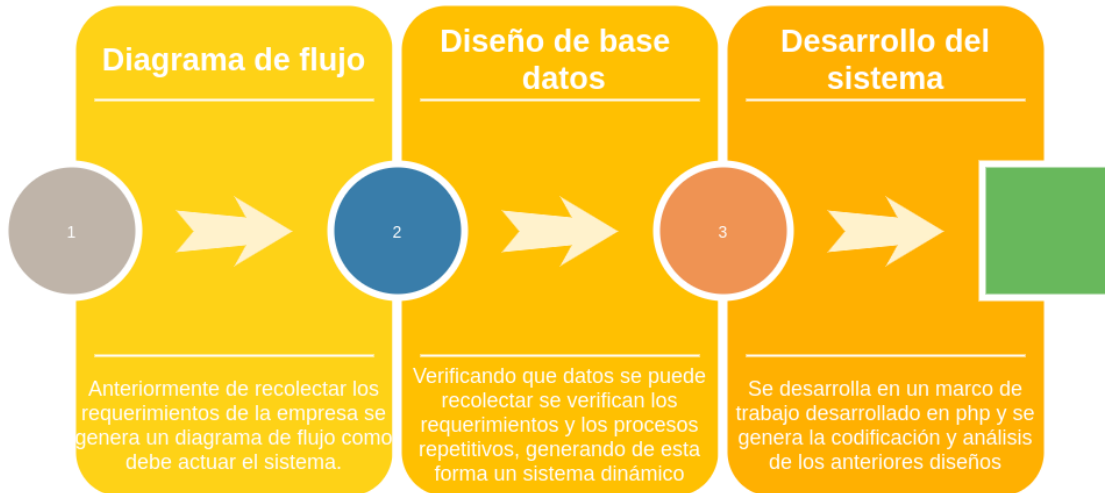 Diagrama de flujo
Diseño de base
datos
Desarrollo del
sistema
1
2
3
Anteriormente de recolectar los
requerimientos de la empresa se
genera un diagrama de flujo como
debe actuar el sistema.
Verificando que datos se puede
recolectar se verifican los
requerimientos y los procesos
repetitivos, generando de esta
forma un sistema dinámico
Se desarrolla en un marco de
trabajo desarrollado en php y se
genera la codificación y análisis
de los anteriores diseños